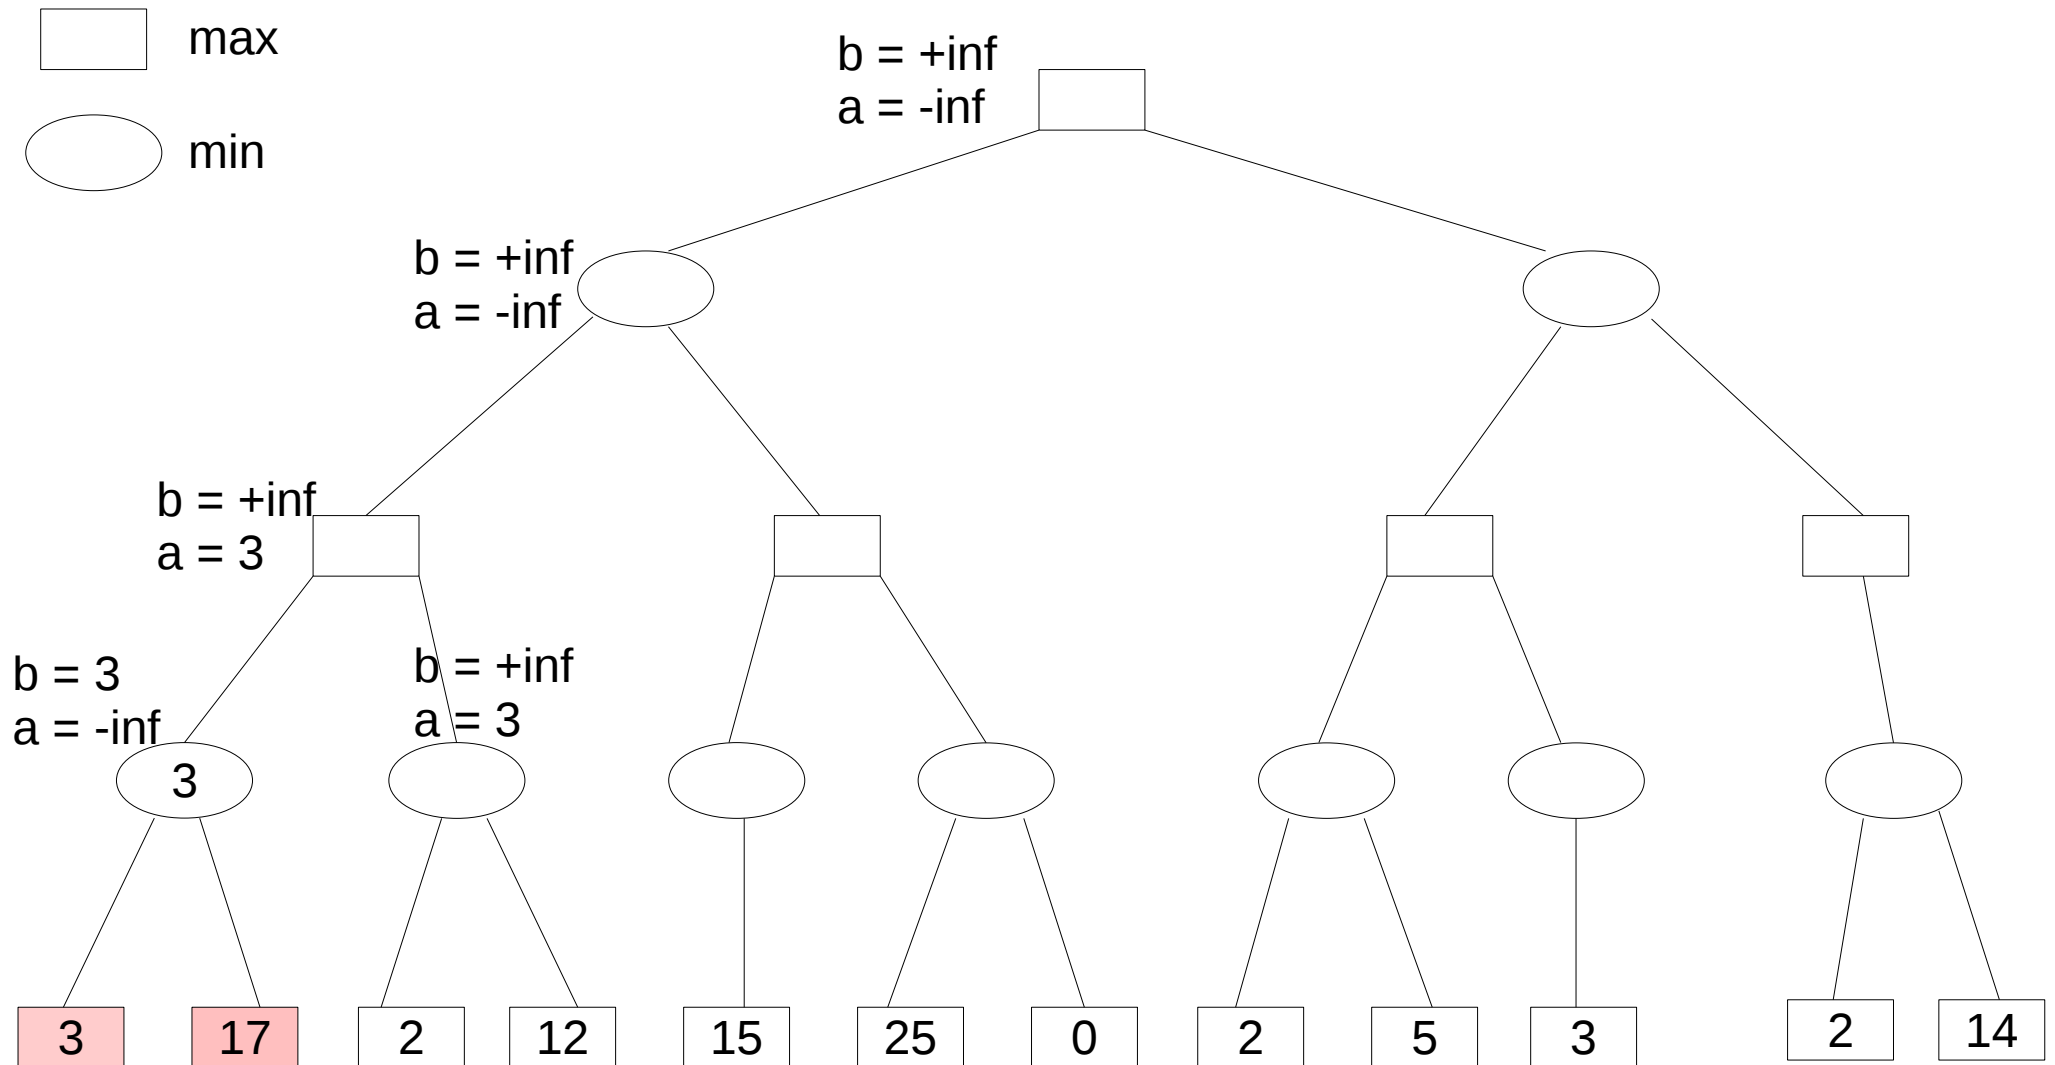 max
min
b = +inf
a = -inf
b = +inf
a = -inf
b = +inf
a = 3
b = 3
a = -inf
b = +inf
a = 3
3
3 17 2 12 15 25 0 2 5 3 2 14